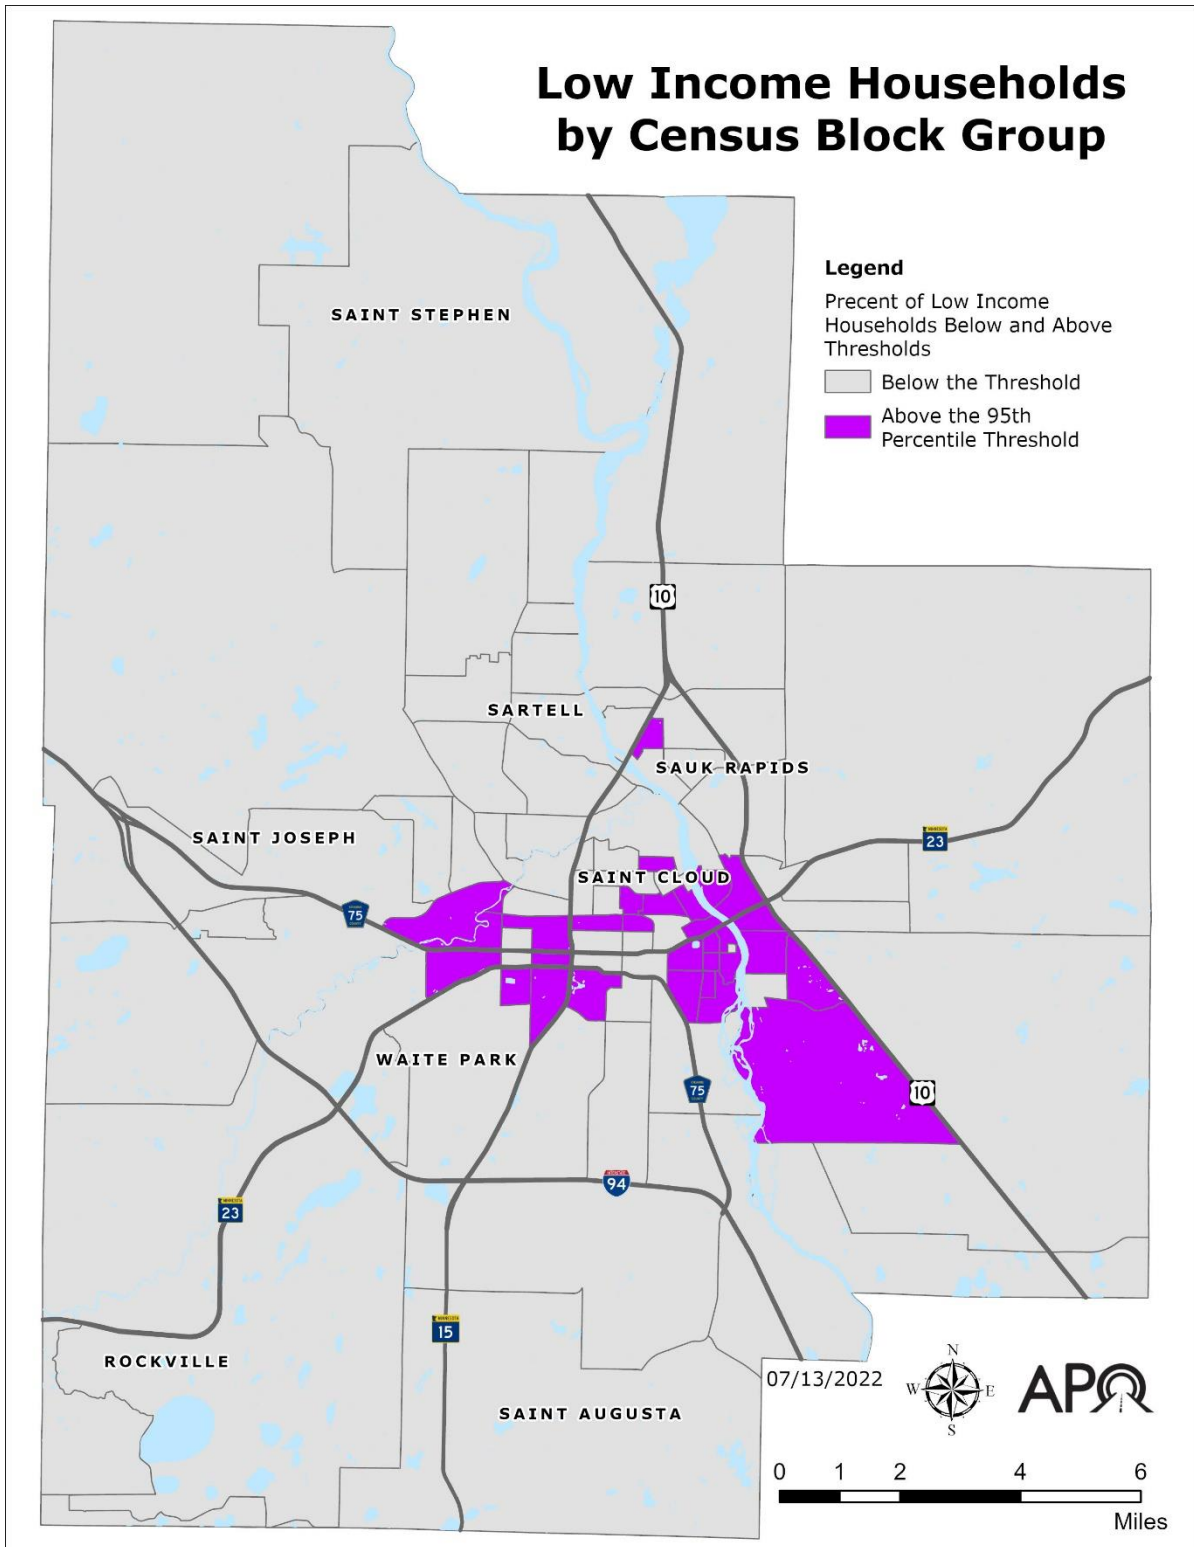 Low Income Households
by Census Block Group
Legend
Precent of Low Income
Households Below and Above
Thresholds
Below the Threshold
Above the 95th
Percentile Threshold
SAINT STEPHEN
10
SARTELL
SAUK RAPIDS
SAINT JOSEPH
MINNESOTA
23
SAINT CLOUD
75
WAITE PARK
75
10
94
MINNESOTA
23
MINNESOTA
15
ROCKVILLE
SAINT AUGUSTA
07/13/2022
N
W E
S
APO
0 1 2 4 6
Miles